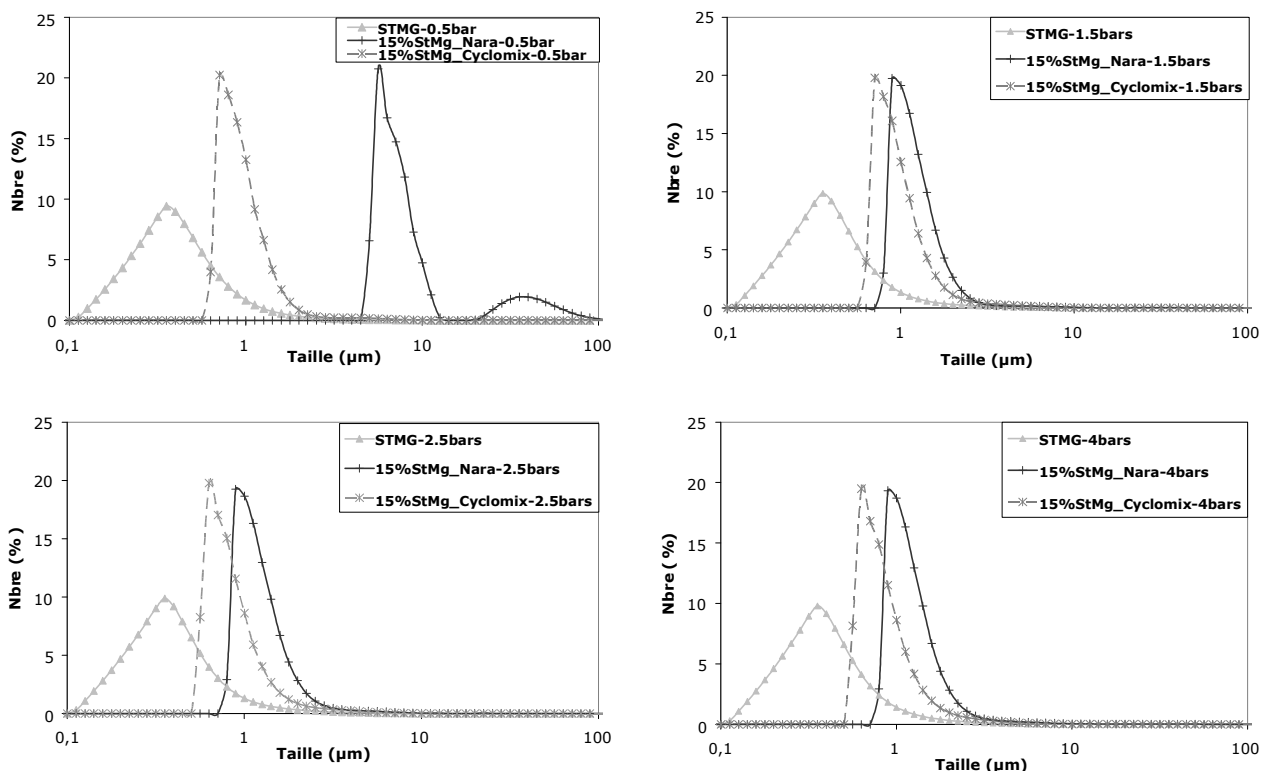 25
20
15
10
5
0
Nbre (%)
STMG-0.5bar
15%StMg_Nara-0.5bar
15%StMg_Cyclomix-0.5bar
0,1 1 10 100
Taille (µm)
25
20
15
10
5
0
Nbre (%)
STMG-1.5bars
15%StMg_Nara-1.5bars
15%StMg_Cyclomix-1.5bars
0,1 1 10 100
Taille (µm)
25
20
15
10
5
0
Nbre (%)
STMG-2.5bars
15%StMg_Nara-2.5bars
15%StMg_Cyclomix-2.5bars
0,1 1 10 100
Taille (µm)
25
20
15
10
5
0
Nbre ( %)
STMG-4bars
15%StMg_Nara-4bars
15%StMg_Cyclomix-4bars
0,1 1 10 100
Taille (µm)